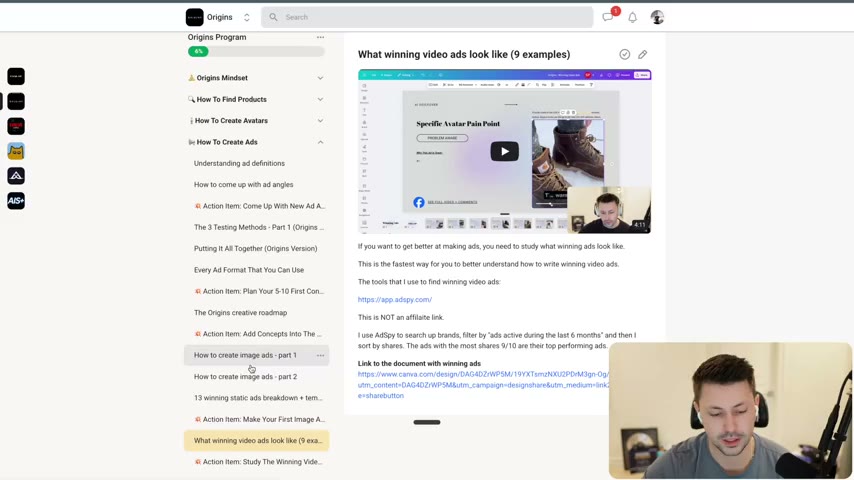 Origins
Search
1
Origins Program
6%
Origins Mindset
How To Find Products
How To Create Avatars
How To Create Ads
Understanding ad definitions
How to come up with ad angles
Action Item: Come Up With New Ad A...
The 3 Testing Methods - Part 1 (Origins ...
Putting It All Together (Origins Version)
Every Ad Format That You Can Use
Action Item: Plan Your 5-10 First Con...
The Origins creative roadmap
Action Item: Add Concepts Into The ...
How to create image ads - part 1
How to create image ads - part 2
13 winning static ads breakdown + tem...
Action Item: Make Your First Image A...
What winning video ads look like (9 exa...
Action Item: Study The Winning Vide...
AIS+
What winning video ads look like (9 examples)
Specific Avatar Pain Point
PROBLEM AWARE
4:11
If you want to get better at making ads, you need to study what winning ads look like.
This is the fastest way for you to better understand how to write winning video ads.
The tools that I use to find winning video ads:
https://app.adspy.com/
This is NOT an affilaite link.
I use AdSpy to search up brands, filter by "ads active during the last 6 months" and then I
sort by shares. The ads with the most shares 9/10 are their top performing ads.
Link to the document with winning ads
https://www.canva.com/design/DAG4DZrWP5M/19YXTsmzNXU2PDrM3gn-Og/
utm_content=DAG4DZrWP5M&utm_campaign=designshare&utm_medium=link2
e=sharebutton